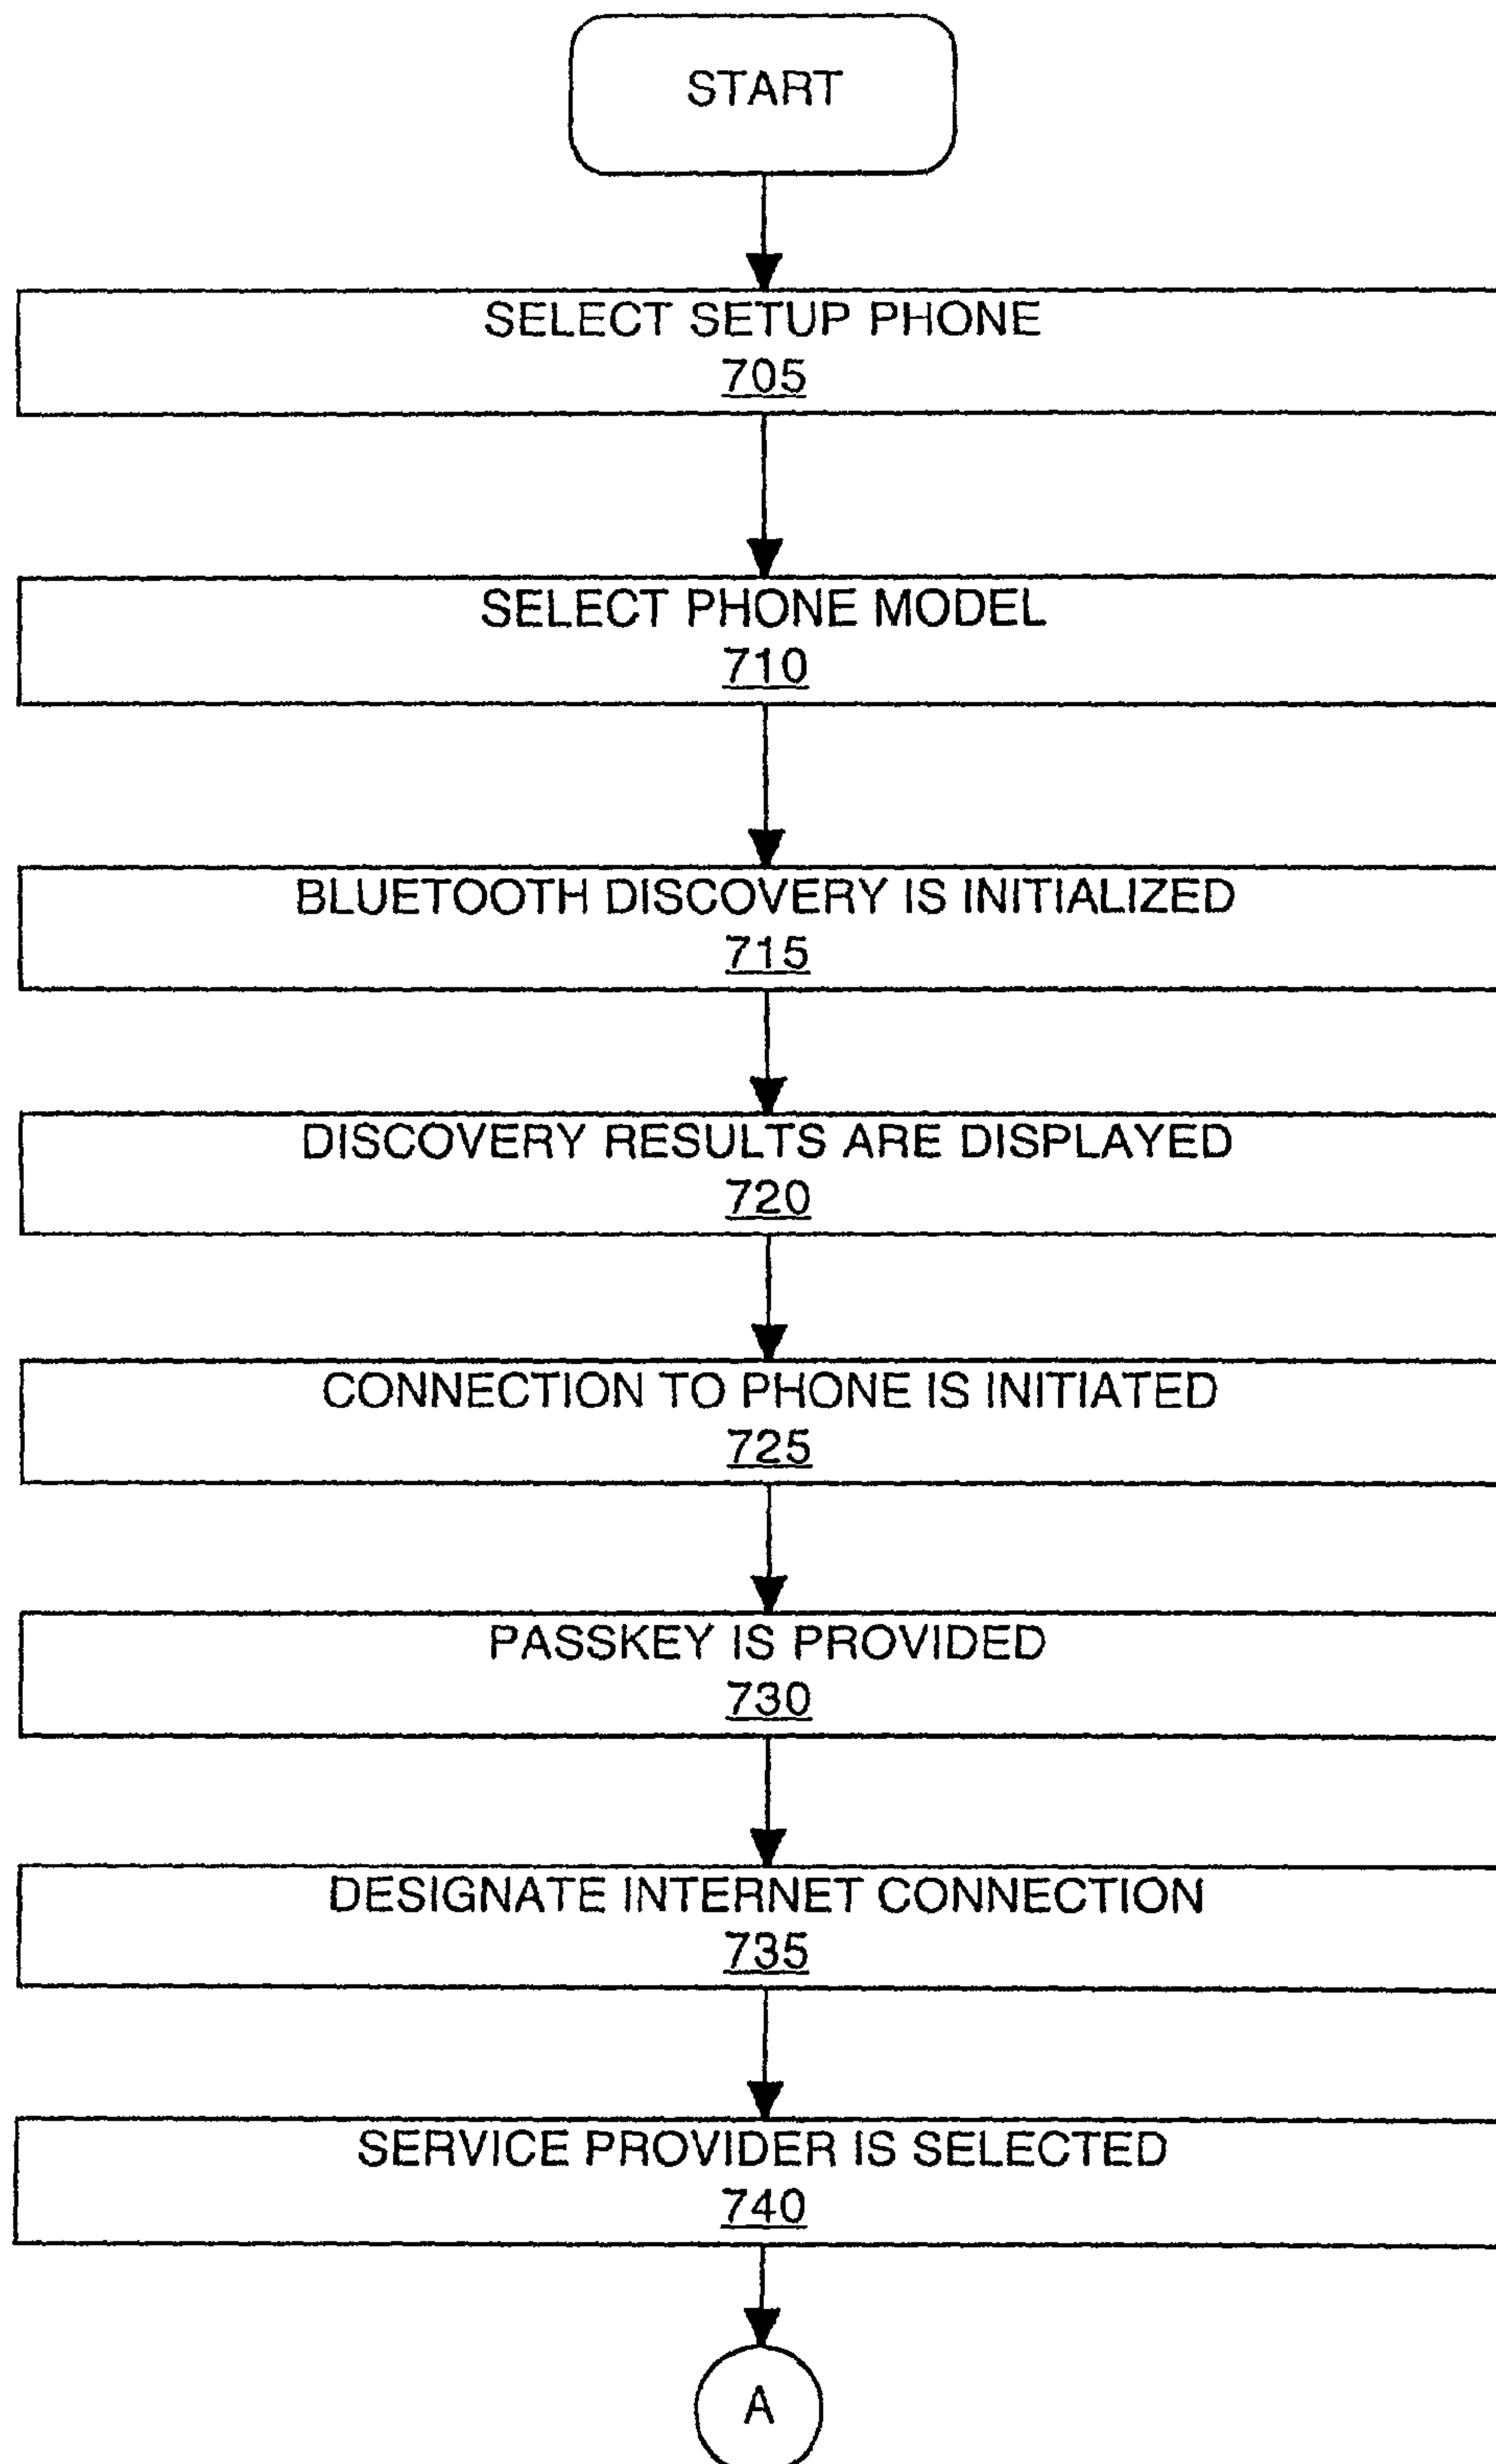 START
SELECT SETUP PHONE
705
SELECT PHONE MODEL
710
BLUETOOTH DISCOVERY IS INITIALIZED
715
DISCOVERY RESULTS ARE DISPLAYED
720
CONNECTION TO PHONE IS INITIATED
725
PASSKEY IS PROVIDED
730
DESIGNATE INTERNET CONNECTION
735
SERVICE PROVIDER IS SELECTED
740
A